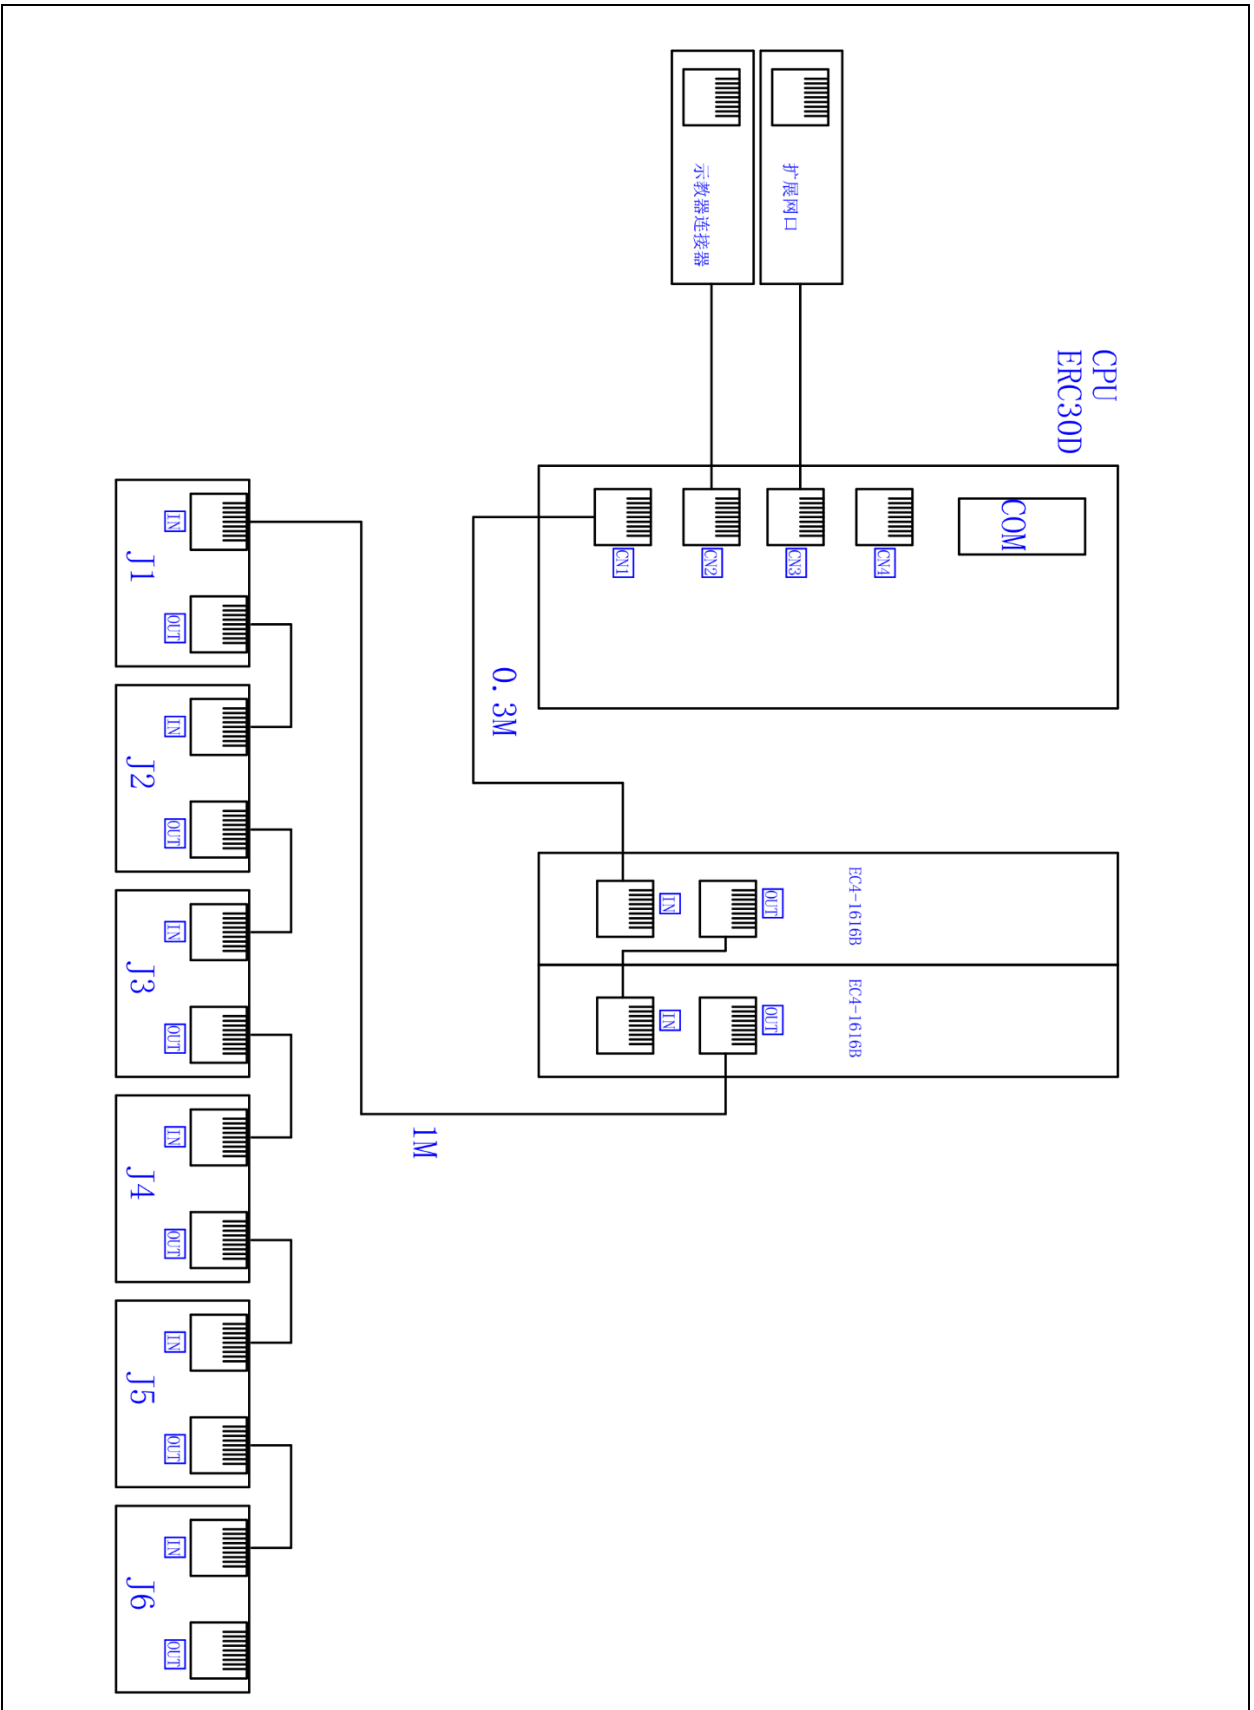 CPU
ERC30D
COM
CN4
CN3
CN2
CN1
扩展网口
示教器连接器
0.3M
EC4-1616B
OUT
IN
EC4-1616B
OUT
IN
1M
IN
OUT
J1
IN
OUT
J2
IN
OUT
J3
IN
OUT
J4
IN
OUT
J5
IN
OUT
J6